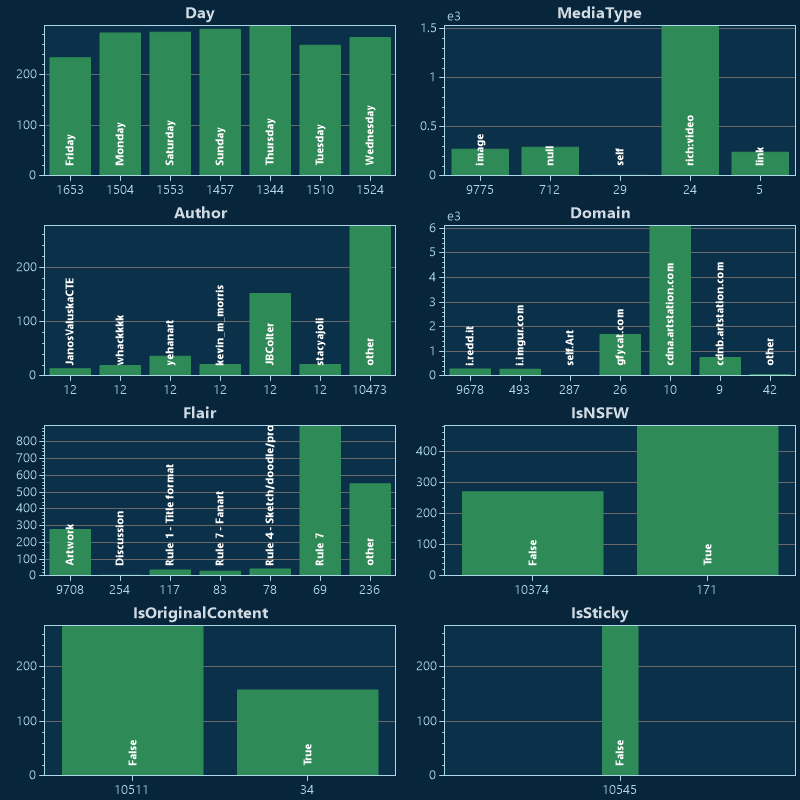 Day
200
100
0
Friday
Monday
Saturday
Sunday
Thursday
Tuesday
Wednesday
1653 1504 1553 1457 1344 1510 1524
MediaType
1e3
1.5
1
0.5
0
image
null
self
rich:video
link
9775 712 29 24 5
Author
200
100
0
JanosValuskaCTE
whackkkk
yehanart
kevin_m_morris
JBColter
stacyajoli
other
12 12 12 12 12 12 10473
Domain
1e3
6
5
4
3
2
1
0
i.redd.it
i.imgur.com
self.Art
gfycat.com
cdna.artstation.com
cdnb.artstation.com
other
9678 493 287 26 10 9 42
Flair
800
700
600
500
400
300
200
100
0
Artwork
Discussion
Rule 1 - Title format
Rule 7 - Fanart
Rule 4 - Sketch/doodle/pro
Rule 7
other
9708 254 117 83 78 69 236
IsNSFW
400
300
200
100
0
False
True
10374 171
IsOriginalContent
200
100
0
False
True
10511 34
IsSticky
200
100
0
False
10545